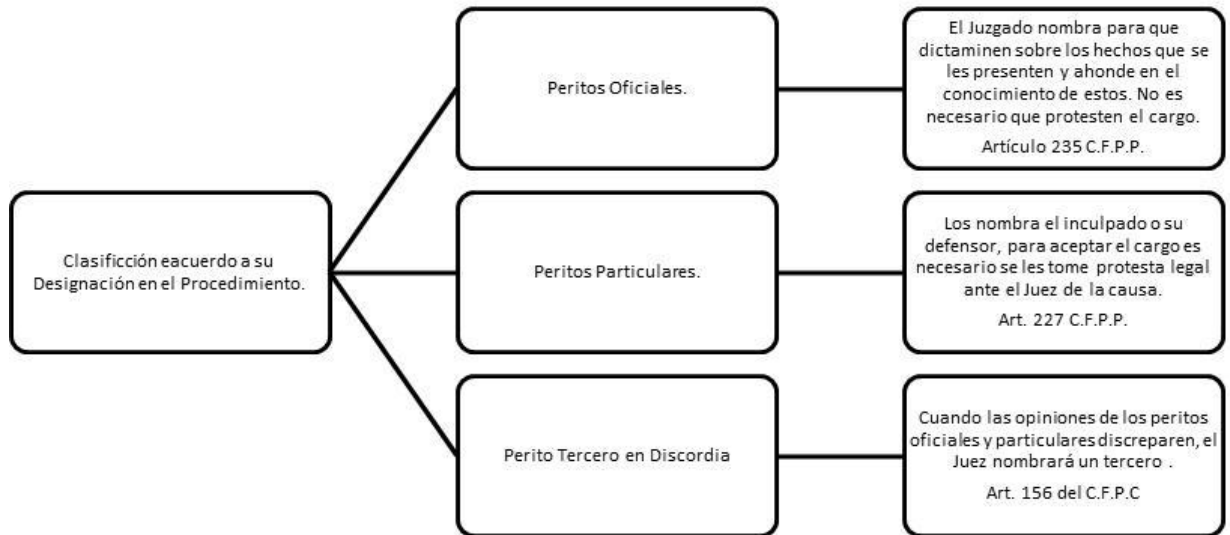 Clasificción eacuerdo a su
Designación en el Procedimiento.
Peritos Oficiales.
El Juzgado nombra para que
dictaminen sobre los hechos que se
les presenten y ahonde en el
conocimiento de estos. No es
necesario que protesten el cargo.
Artículo 235 C.F.P.P.
Peritos Particulares.
Los nombra el inculpado o su
defensor, para aceptar el cargo es
necesario se les tome protesta legal
ante el Juez de la causa.
Art. 227 C.F.P.P.
Perito Tercero en Discordia
Cuando las opiniones de los peritos
oficiales y particulares discreparen, el
Juez nombrará un tercero .
Art. 156 del C.F.P.C